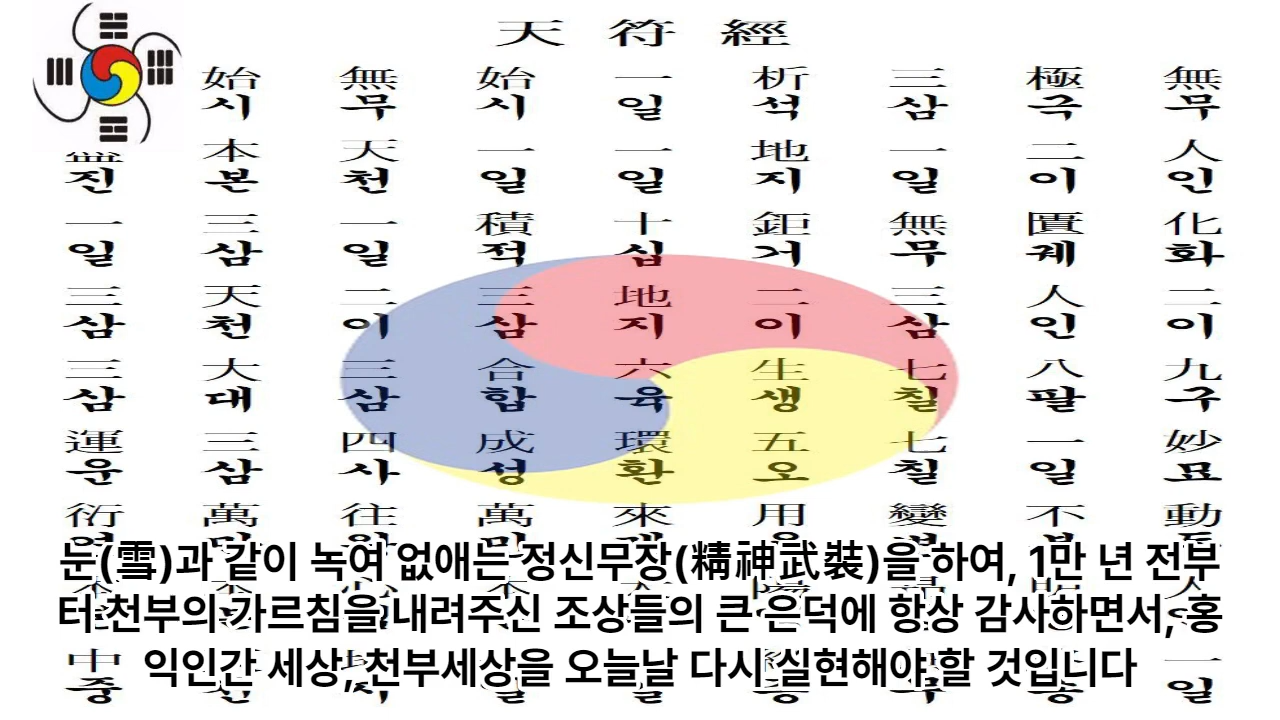 天符經
始 無 始 一 析 三 極 無
시 무 시 일 석 삼 극 무
本 天 一 一 地 一 二 人
진 본 천 일 일 지 일 이 인
一 三 一 積 十 鉅 無 匱 化
일 삼 일 적 십 거 무 궤 화
三 天 二 三 地 二 三 人 二
삼 천 이 삼 지 이 삼 인 이
三 大 三 合 六 生 七 八 九
삼 대 삼 합 육 생 칠 팔 구
運 三 四 成 環 五 七 一 妙
운 삼 사 성 환 오 칠 일 묘
衍 萬 往 萬 來 用 變 不 動
눈(雪)과 같이 녹여 없애는 정신무장(精神武裝)을 하여, 1만 년 전부
터 천부의 가르침을 내려주신 조상들의 큰 은덕에 항상 감사하면서, 홍
익인간 세상, 천부세상을 오늘날 다시 실현해야 할 것입니다
中 一
중 일